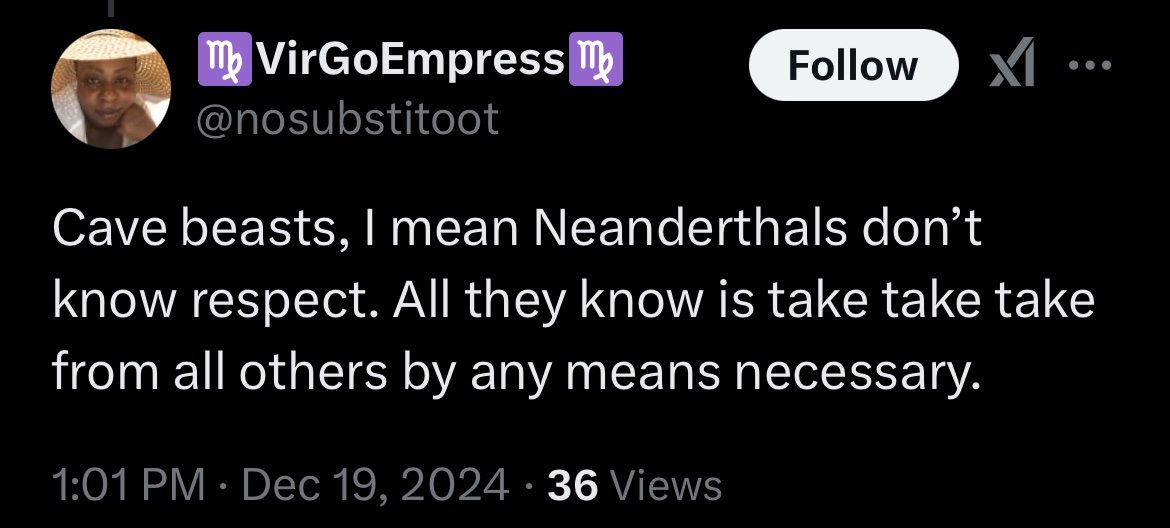 ♍VirGoEmpress♍
Follow
@nosubstitoot
Cave beasts, I mean Neanderthals don’t
know respect. All they know is take take take
from all others by any means necessary.
1:01 PM · Dec 19, 2024 · 36 Views